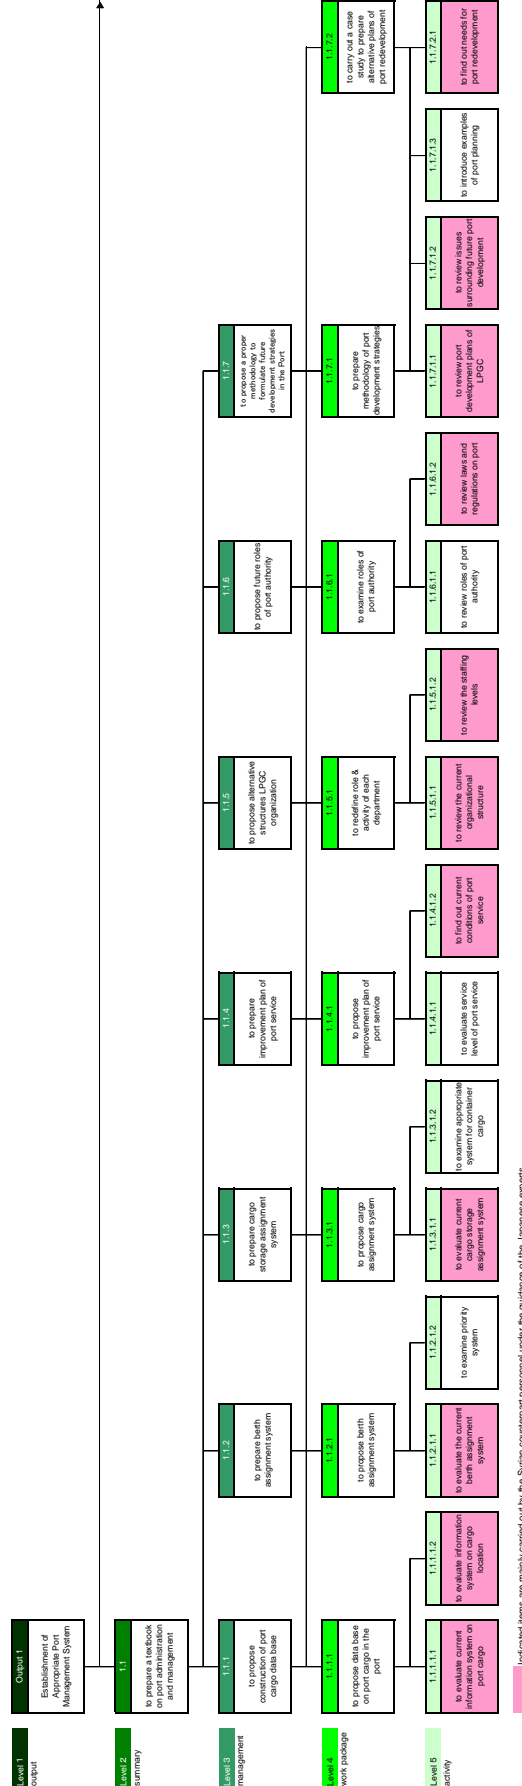 Level 1
output
Output 1
Establishment of
Appropriate Port
Management System
Level 2
summary
1.1
to prepare a textbook
on port administration
and management
Level 3
management
1.1.1
to propose
construction of port
cargo data base
1.1.2
to prepare berth
assignment system
1.1.3
to prepare cargo
storage assignment
system
1.1.4
to prepare
improvement plan of
port service
1.1.5
to propose alternative
structures LPGC
organization
1.1.6
to propose future roles
of port authority
1.1.7
to propose a proper
methodology to
formulate future
development strategies
in the Port
Level 4
work package
1.1.1.1
to propose data base
on port cargo in the
port
1.1.2.1
to propose berth
assignment system
1.1.3.1
to propose cargo
assignment system
1.1.4.1
to propose
improvement plan of
port service
1.1.5.1
to redefine role &
activity of each
department
1.1.6.1
to examine roles of
port authority
1.1.7.1
to prepare
methodology of port
development strategies
1.1.7.2
to carry out a case
study to prepare
alternative plans of
port redevelopment
Level 5
activity
1.1.1.1.1
to evaluate current
information system on
port cargo
1.1.1.1.2
to evaluate information
system on cargo
location
1.1.2.1.1
to evaluate the current
berth assignment
system
1.1.2.1.2
to examine priority
system
1.1.3.1.1
to evaluate current
cargo storage
assignment system
1.1.3.1.2
to examine appropriate
system for container
cargo
1.1.4.1.1
to evaluate service
level of port service
1.1.4.1.2
to find out current
conditions of port
service
1.1.5.1.1
to review the current
organizational
structure
1.1.5.1.2
to review the staffing
levels
1.1.6.1.1
to review roles of port
authority
1.1.6.1.2
to review laws and
regulations on port
1.1.7.1.1
to review port
development plans of
LPGC
1.1.7.1.2
to review issues
surrounding future port
development
1.1.7.1.3
to introduce examples
of port planning
1.1.7.2.1
to find out needs for
port redevelopment
Indicated items are mainly carried out by the Syrian counterpart personnel under the guidance of the Japanese experts